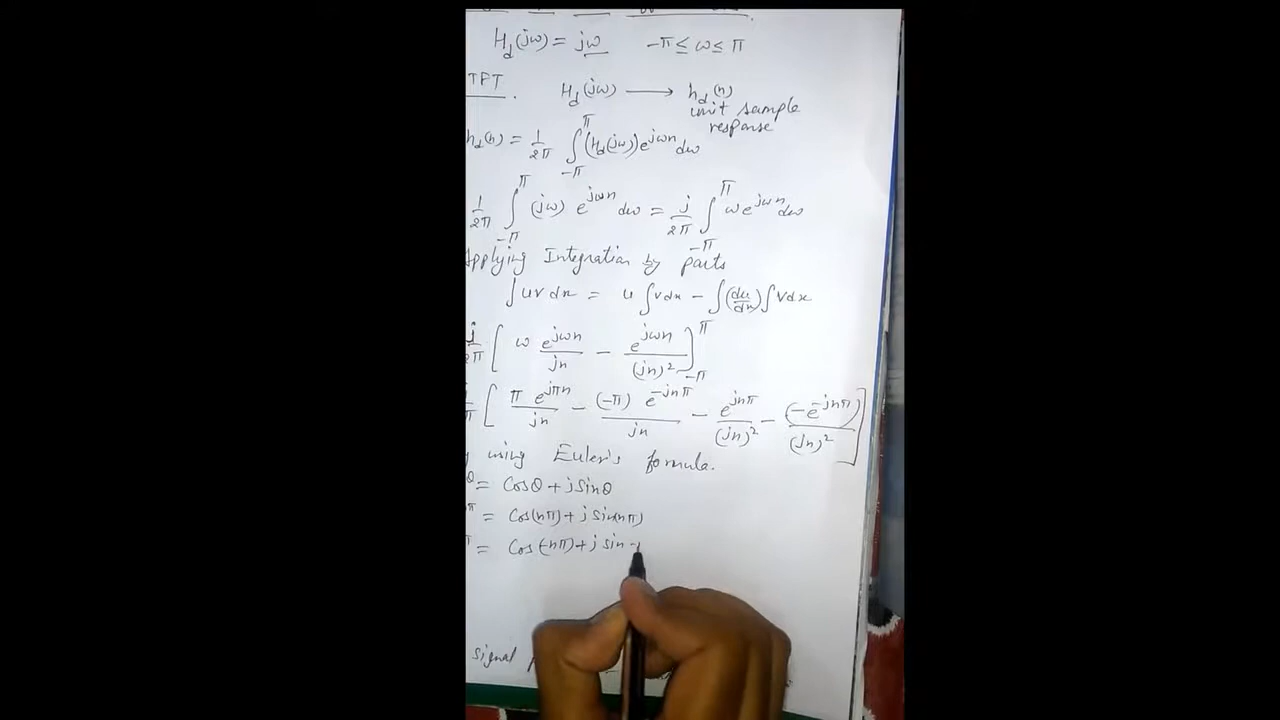 H_d(jω) = jω   -π ≤ ω ≤ π
TFT .   H_d(jω) ⟶ h_d(n)
unit sample
response
h_d(n) = 1/2π ∫_{-π}^{π} (H_d(jω)) e^{jωn} dω
1/2π ∫_{-π}^{π} (jω) e^{jωn} dω = j/2π ∫_{-π}^{π} ω e^{jωn} dω
Applying Integration by parts
∫uv dx = u ∫v dx - ∫(du/dx) ∫v dx
j/2π [ ω e^{jωn}/jn - e^{jωn}/(jn)² ]_{-π}^{π}
[ π e^{jπn}/jn - (-π) e^{-jnπ}/jn - e^{jnπ}/(jn)² - (-e^{-jnπ})/(jn)² ]
using Euler's formula.
θ = Cosθ + j Sinθ
π = Cos(nπ) + j Sin(nπ)
π = Cos(-nπ) + j Sin -
signal